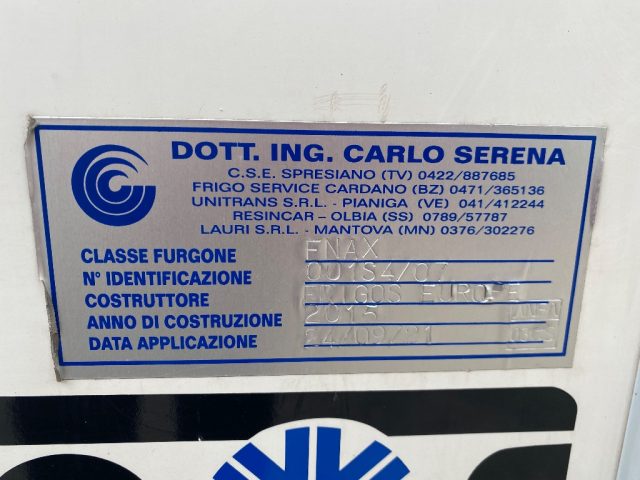 DOTT. ING. CARLO SERENA
C.S.E. SPRESIANO (TV) 0422/887685
FRIGO SERVICE CARDANO (BZ) 0471/365136
UNITRANS S.R.L. - PIANIGA (VE) 041/412244
RESINCAR - OLBIA (SS) 0789/57787
LAURI S.R.L. - MANTOVA (MN) 0376/302276
CLASSE FURGONE FNAX
N° IDENTIFICAZIONE
COSTRUTTORE EUROPE
ANNO DI COSTRUZIONE 2015
DATA APPLICAZIONE